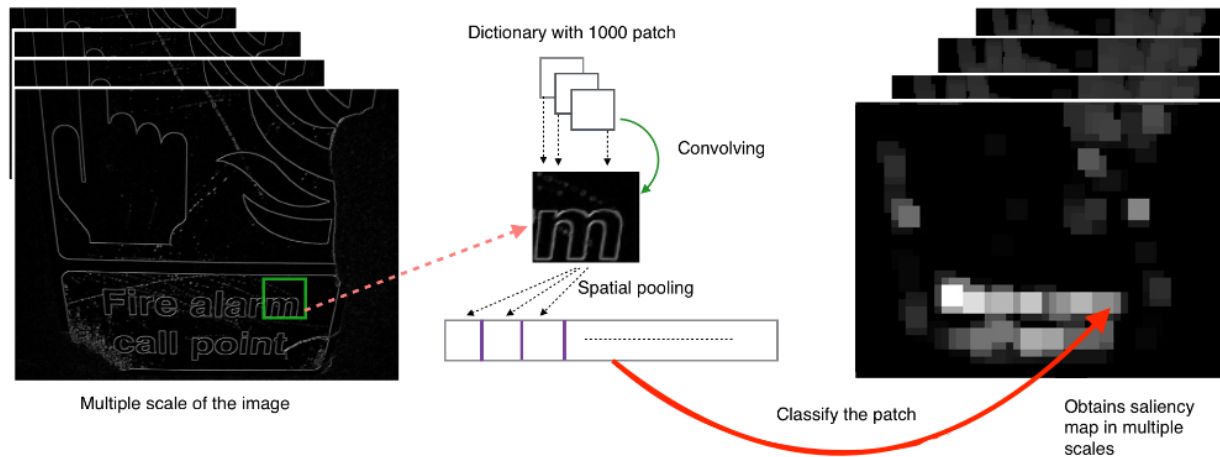 Dictionary with 1000 patch
Convolving
m
Spatial pooling
Fire alarm
call point
Multiple scale of the image
Classify the patch
Obtains saliency
map in multiple
scales